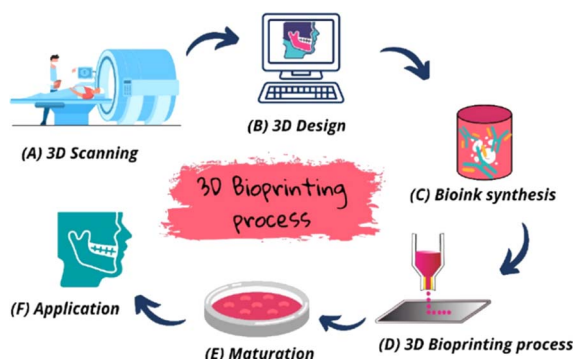 (A) 3D Scanning
(B) 3D Design
(C) Bioink synthesis
3D Bioprinting
process
(D) 3D Bioprinting process
(E) Maturation
(F) Application